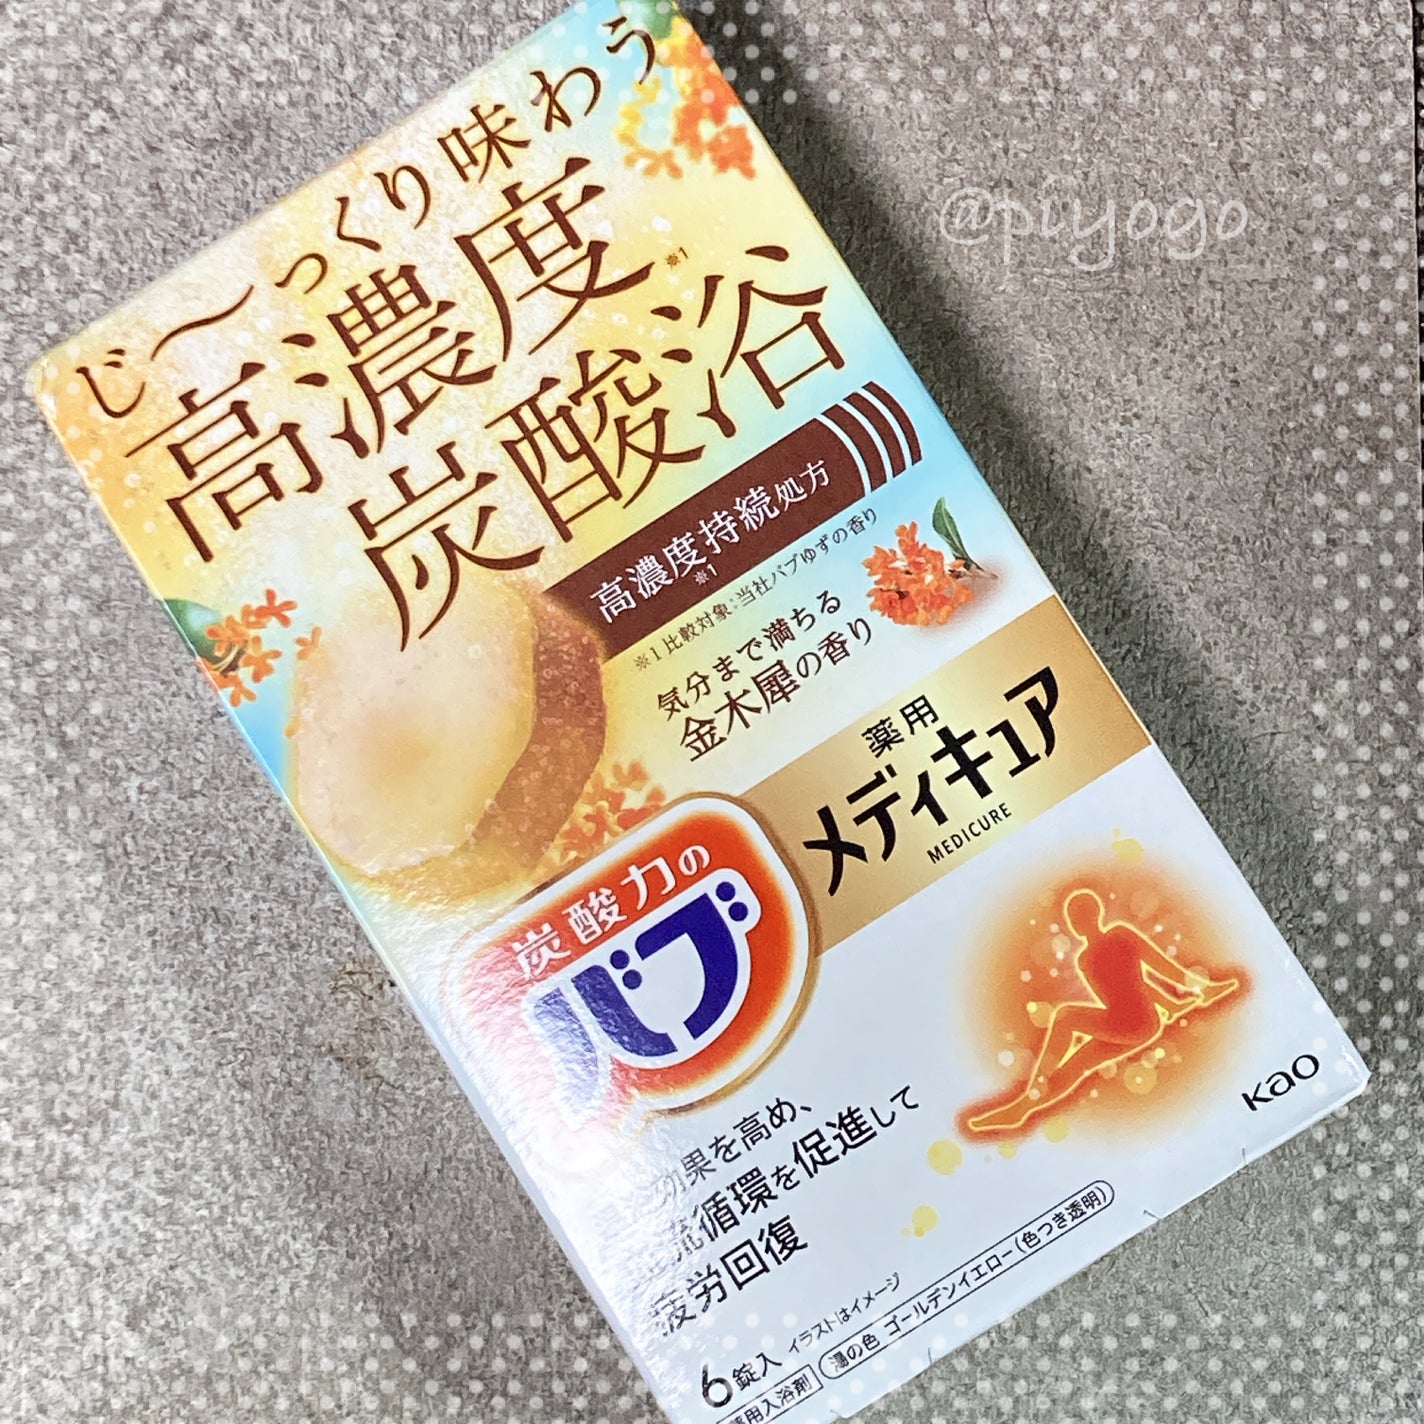 じ〜っくり味わう
高濃度※1
炭酸浴
高濃度※1持続処方
※1比較対象:当社バブゆずの香り
気分まで満ちる
金木犀の香り
薬用
メディキュア
MEDICURE
炭酸力の
バブ
効果を高め、
流循環を促進して
疲労回復
Kao
6錠入 イラストはイメージ
薬用入浴剤 湯の色 ゴールデンイエロー(色つき透明)
@piyogo